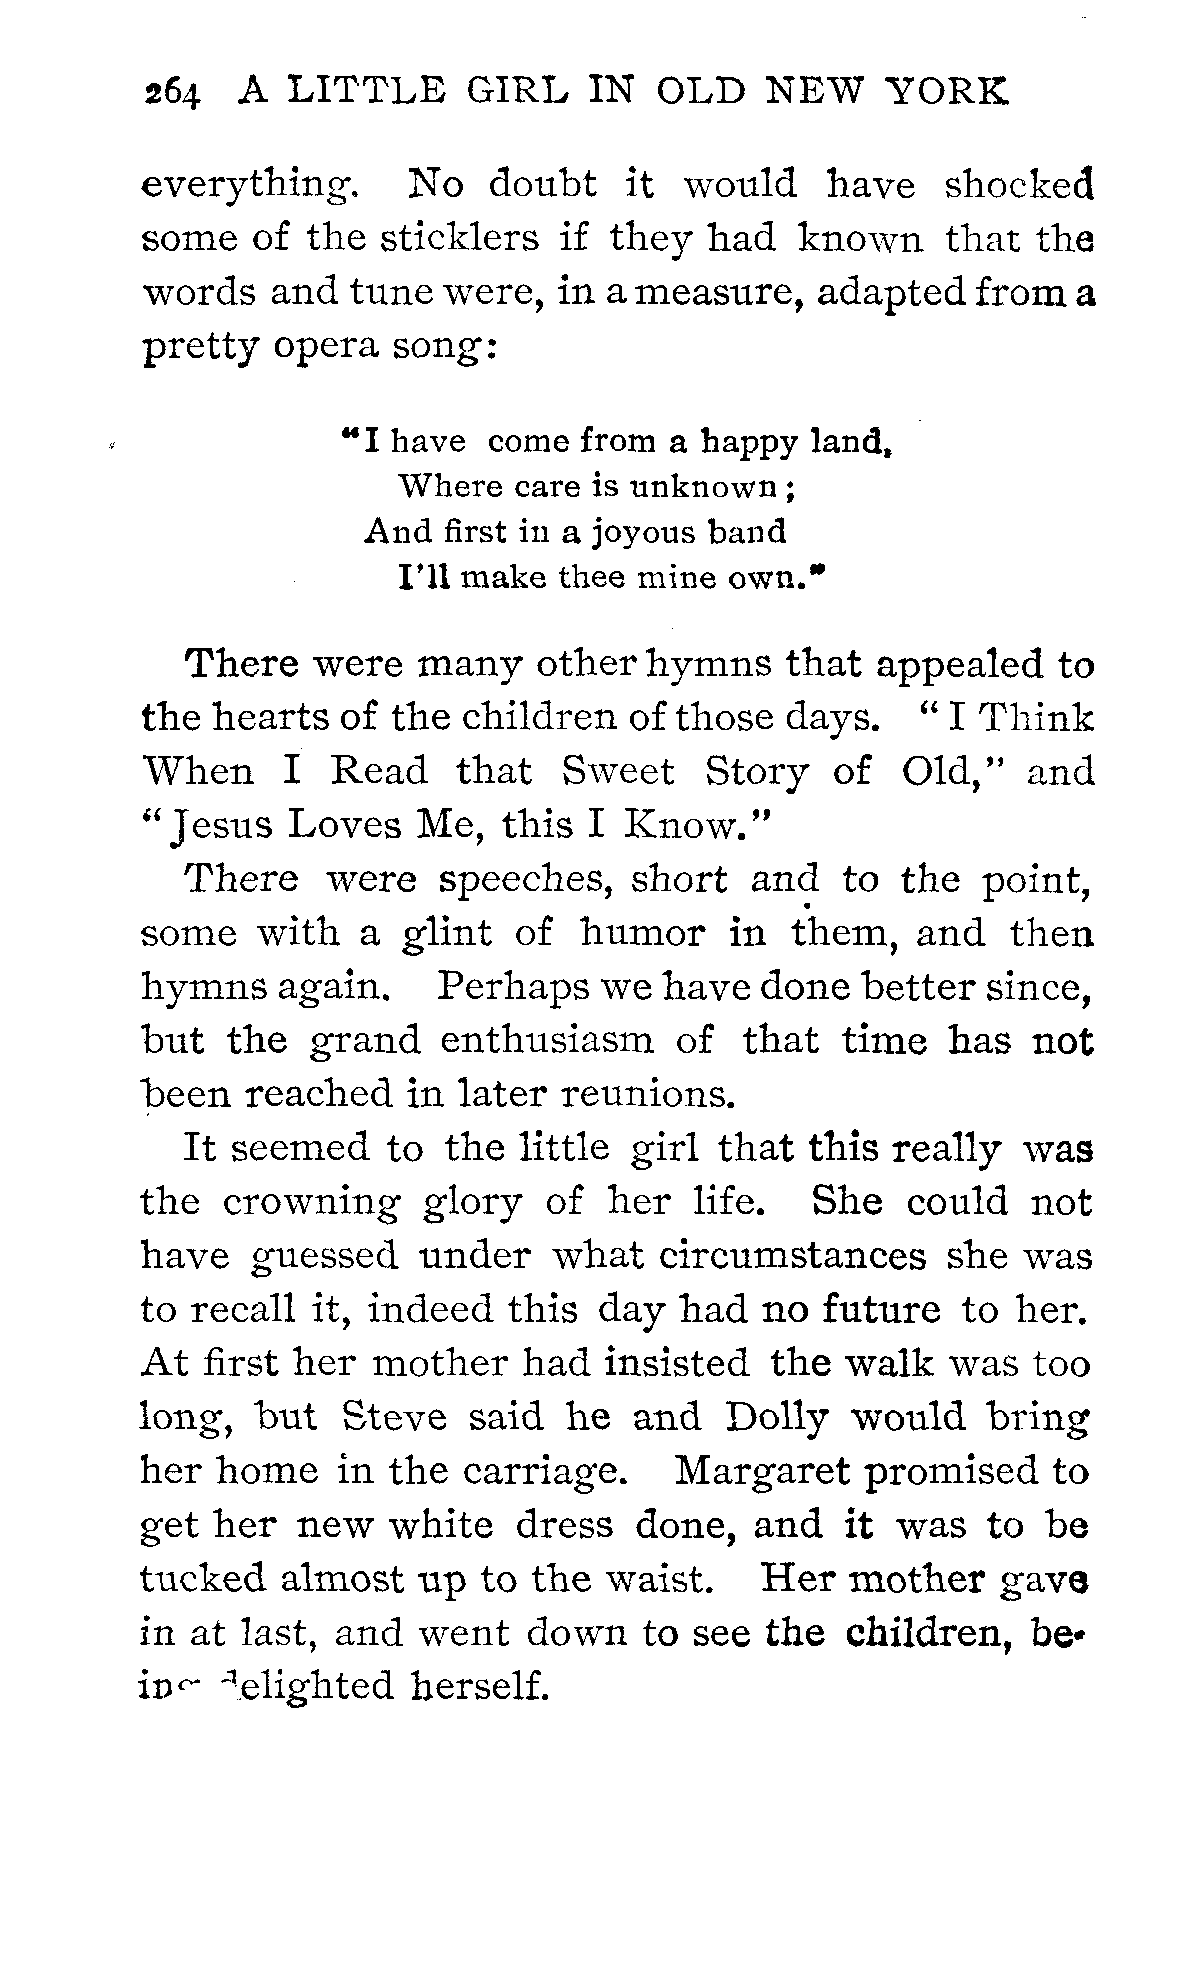 264 A LITTLE GIRL IN OLD NEW YORK
everything. No doubt it would have shocked
some of the sticklers if they had known that the
words and tune were, in a measure, adapted from a
pretty opera song:
"I have come from a happy land,
Where care is unknown;
And first in a joyous band
I'll make thee mine own."
There were many other hymns that appealed to
the hearts of the children of those days. "I Think
When I Read that Sweet Story of Old," and
"Jesus Loves Me, this I Know."
There were speeches, short and to the point,
some with a glint of humor in them, and then
hymns again. Perhaps we have done better since,
but the grand enthusiasm of that time has not
been reached in later reunions.
It seemed to the little girl that this really was
the crowning glory of her life. She could not
have guessed under what circumstances she was
to recall it, indeed this day had no future to her.
At first her mother had insisted the walk was too
long, but Steve said he and Dolly would bring
her home in the carriage. Margaret promised to
get her new white dress done, and it was to be
tucked almost up to the waist. Her mother gave
in at last, and went down to see the children, be-
ing delighted herself.